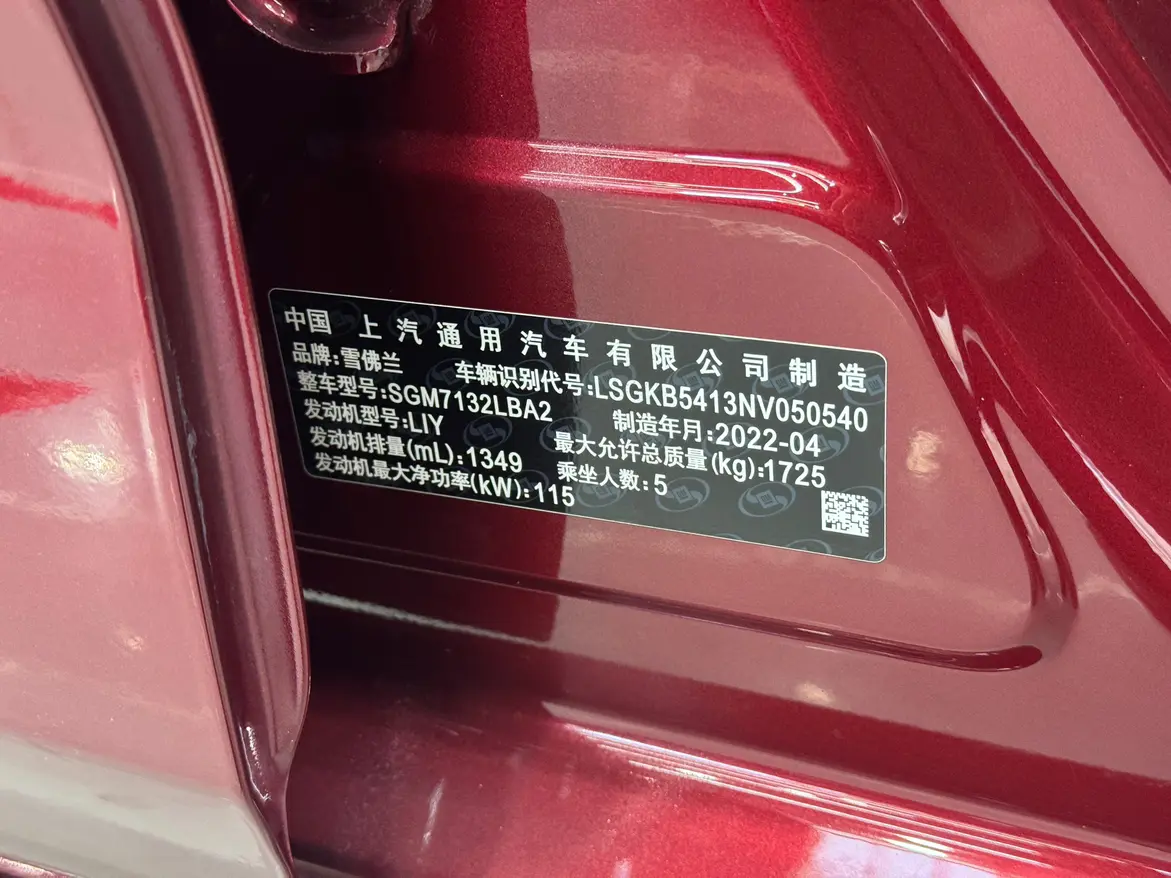 中国 上汽通用汽车有限公司制造
品牌:雪佛兰 车辆识别代号:LSGKB5413NV050540
整车型号:SGM7132LBA2 制造年月:2022-04
发动机型号:LIY 最大允许总质量(kg):1725
发动机排量(mL):1349 乘坐人数:5
发动机最大净功率(kW):115